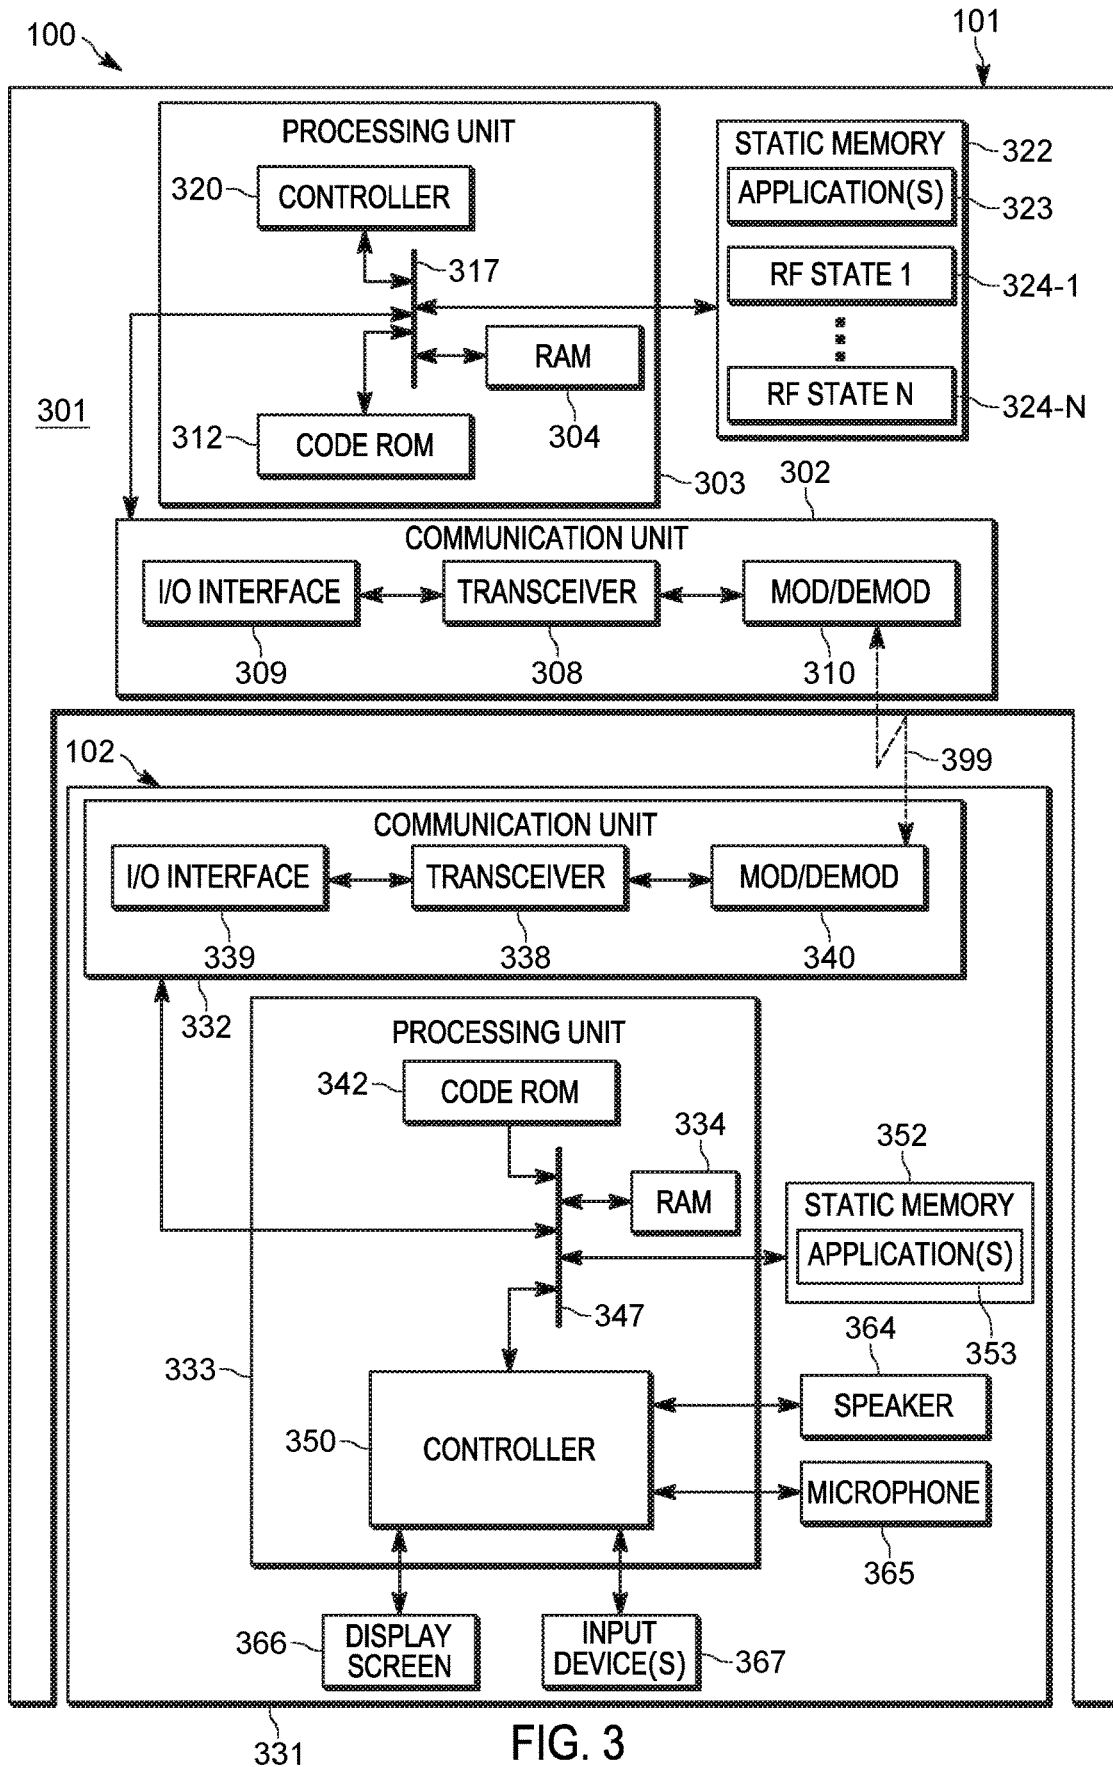 100
101
PROCESSING UNIT
320
CONTROLLER
317
RAM
304
312
CODE ROM
303
301
STATIC MEMORY
322
APPLICATION(S)
323
RF STATE 1
324-1
RF STATE N
324-N
302
COMMUNICATION UNIT
I/O INTERFACE
TRANSCEIVER
MOD/DEMOD
309
308
310
399
102
COMMUNICATION UNIT
I/O INTERFACE
TRANSCEIVER
MOD/DEMOD
339
338
340
332
PROCESSING UNIT
342
CODE ROM
334
RAM
352
STATIC MEMORY
APPLICATION(S)
353
347
333
350
CONTROLLER
364
SPEAKER
MICROPHONE
365
366
DISPLAY
SCREEN
INPUT
DEVICE(S)
367
331
FIG. 3